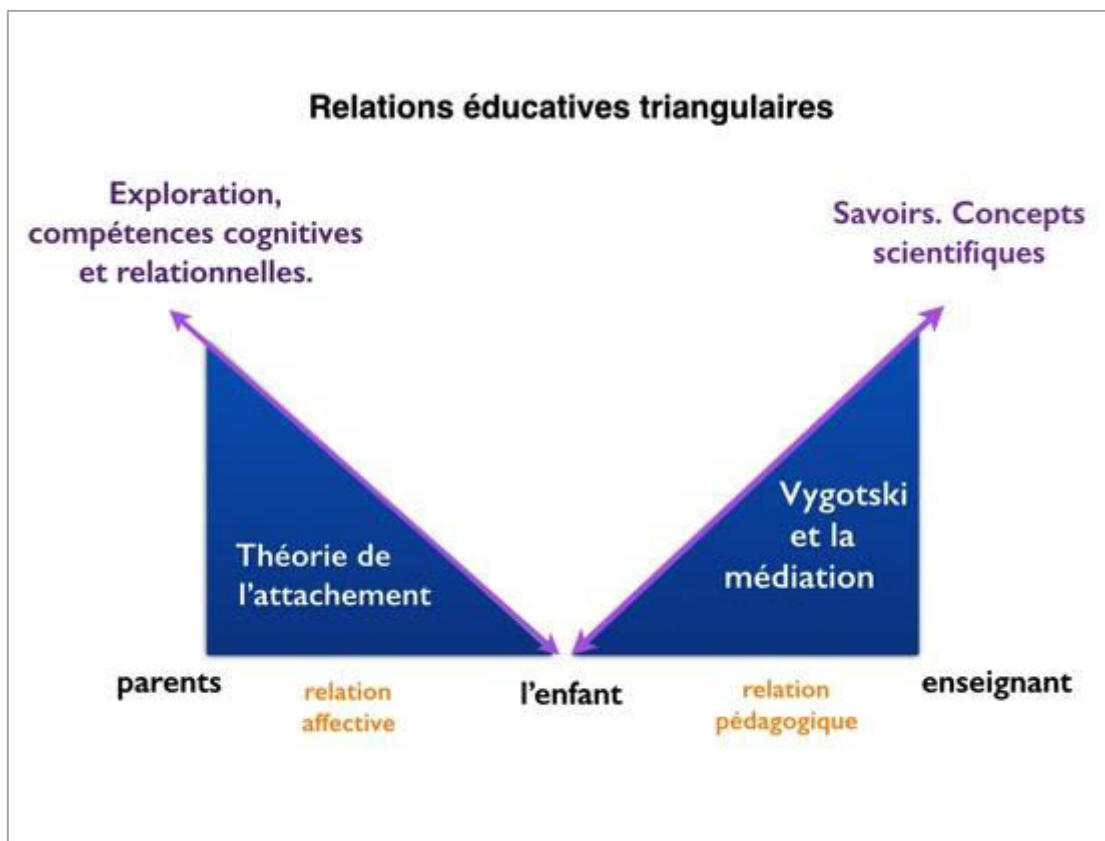 Relations éducatives triangulaires
Exploration,
compétences cognitives
et relationnelles.
Savoirs. Concepts
scientifiques
Théorie de
l'attachement
Vygotski
et la
médiation
parents
relation
affective
l'enfant
relation
pédagogique
enseignant